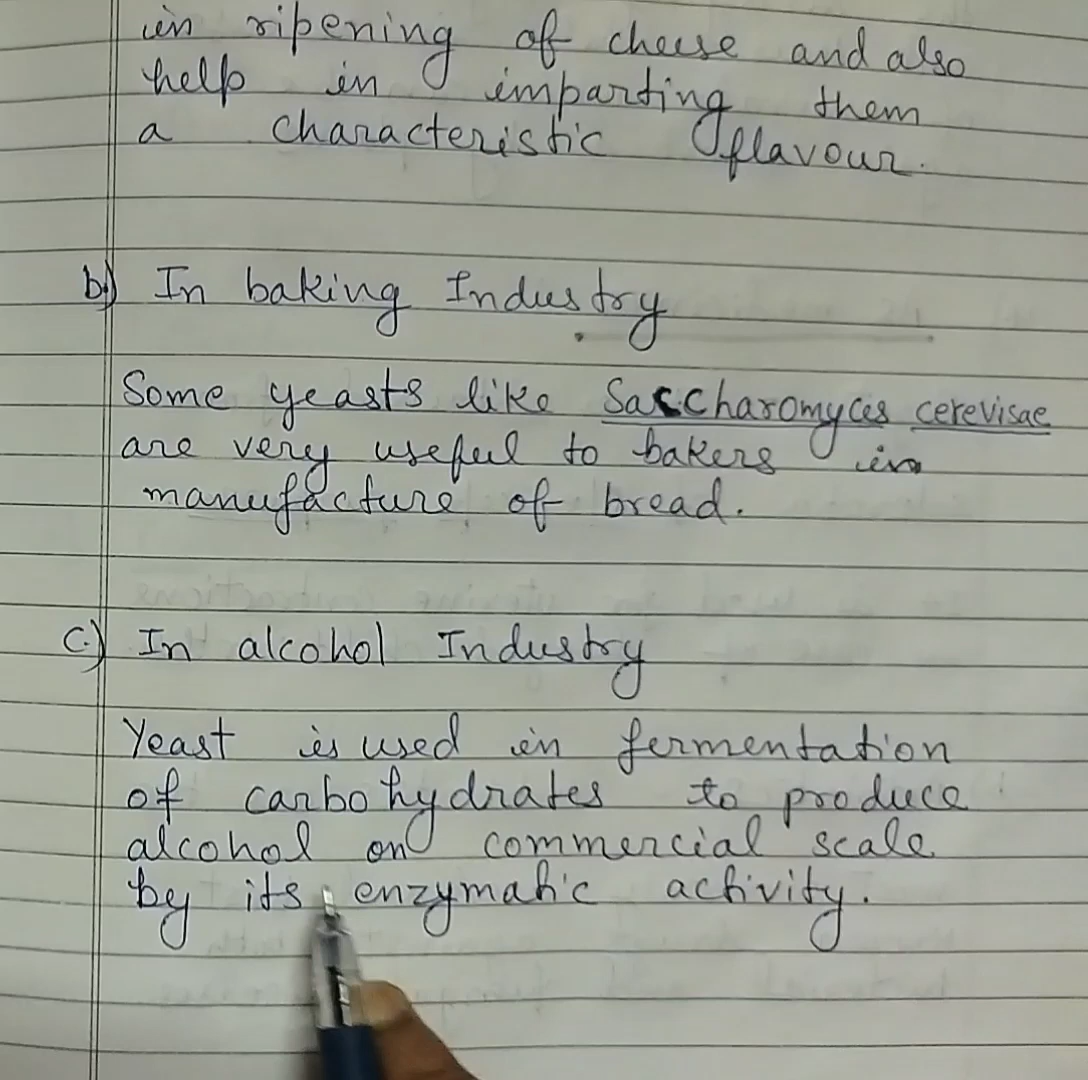 in ripening of cheese and also
help in imparting them
a characteristic flavour.
b) In baking Industry
Some yeasts like Saccharomyces cerevisae
are very useful to bakers in
manufacture of bread.
c) In alcohol Industry
Yeast is used in fermentation
of carbohydrates to produce
alcohol on commercial scale
by its enzymatic activity.